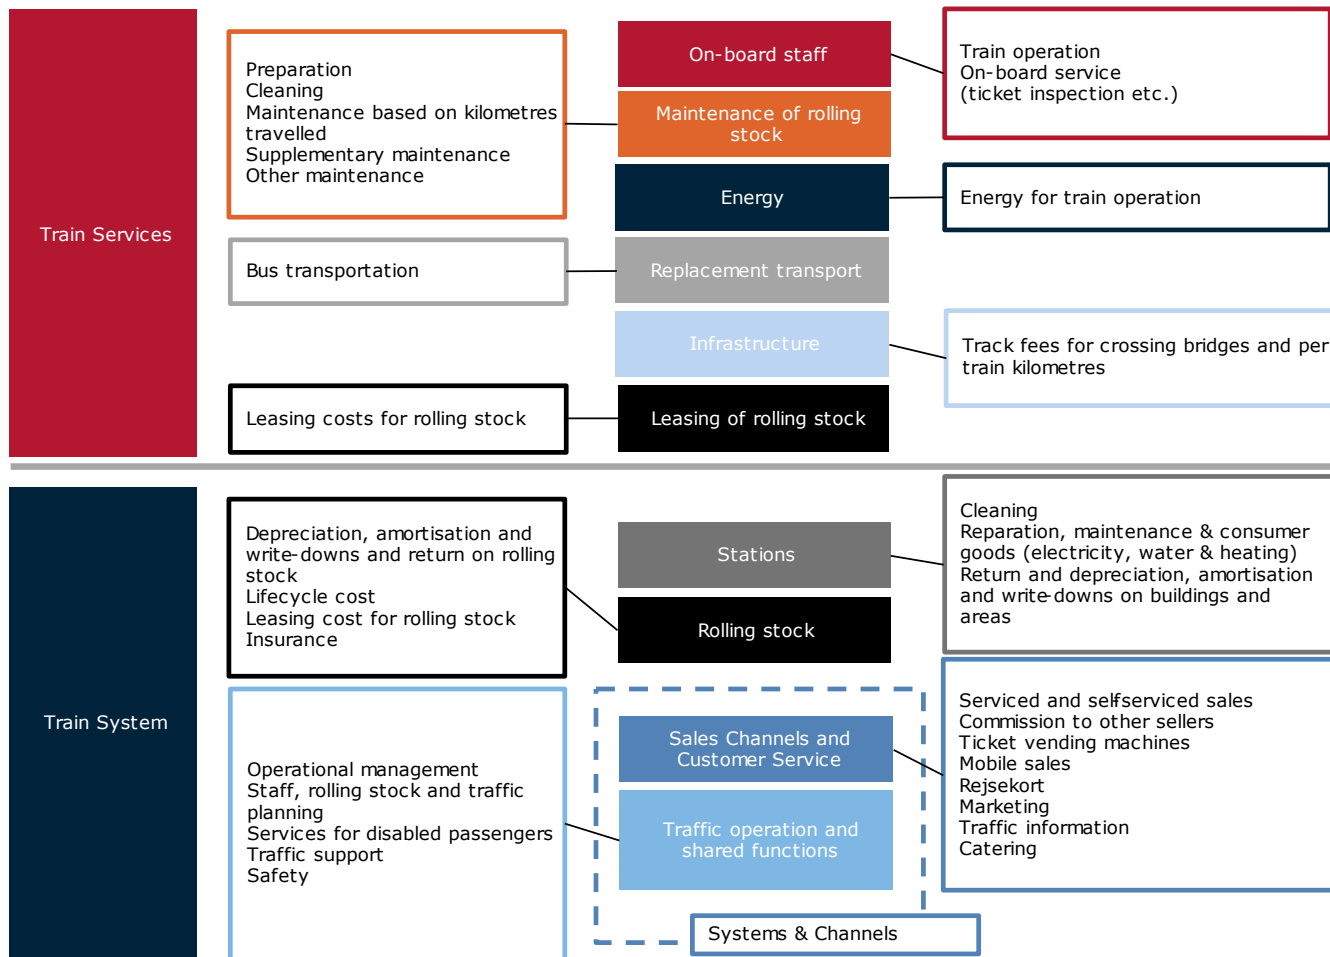 Train Services
Preparation
Cleaning
Maintenance based on kilometres
travelled
Supplementary maintenance
Other maintenance
On-board staff
Train operation
On-board service
(ticket inspection etc.)
Maintenance of rolling
stock
Energy
Energy for train operation
Bus transportation
Replacement transport
Infrastructure
Track fees for crossing bridges and per
train kilometres
Leasing costs for rolling stock
Leasing of rolling stock
Train System
Depreciation, amortisation and
write-downs and return on rolling
stock
Lifecycle cost
Leasing cost for rolling stock
Insurance
Stations
Cleaning
Reparation, maintenance & consumer
goods (electricity, water & heating)
Return and depreciation, amortisation
and write-downs on buildings and
areas
Rolling stock
Operational management
Staff, rolling stock and traffic
planning
Services for disabled passengers
Traffic support
Safety
Sales Channels and
Customer Service
Serviced and self-serviced sales
Commission to other sellers
Ticket vending machines
Mobile sales
Rejsekort
Marketing
Traffic information
Catering
Traffic operation and
shared functions
Systems & Channels